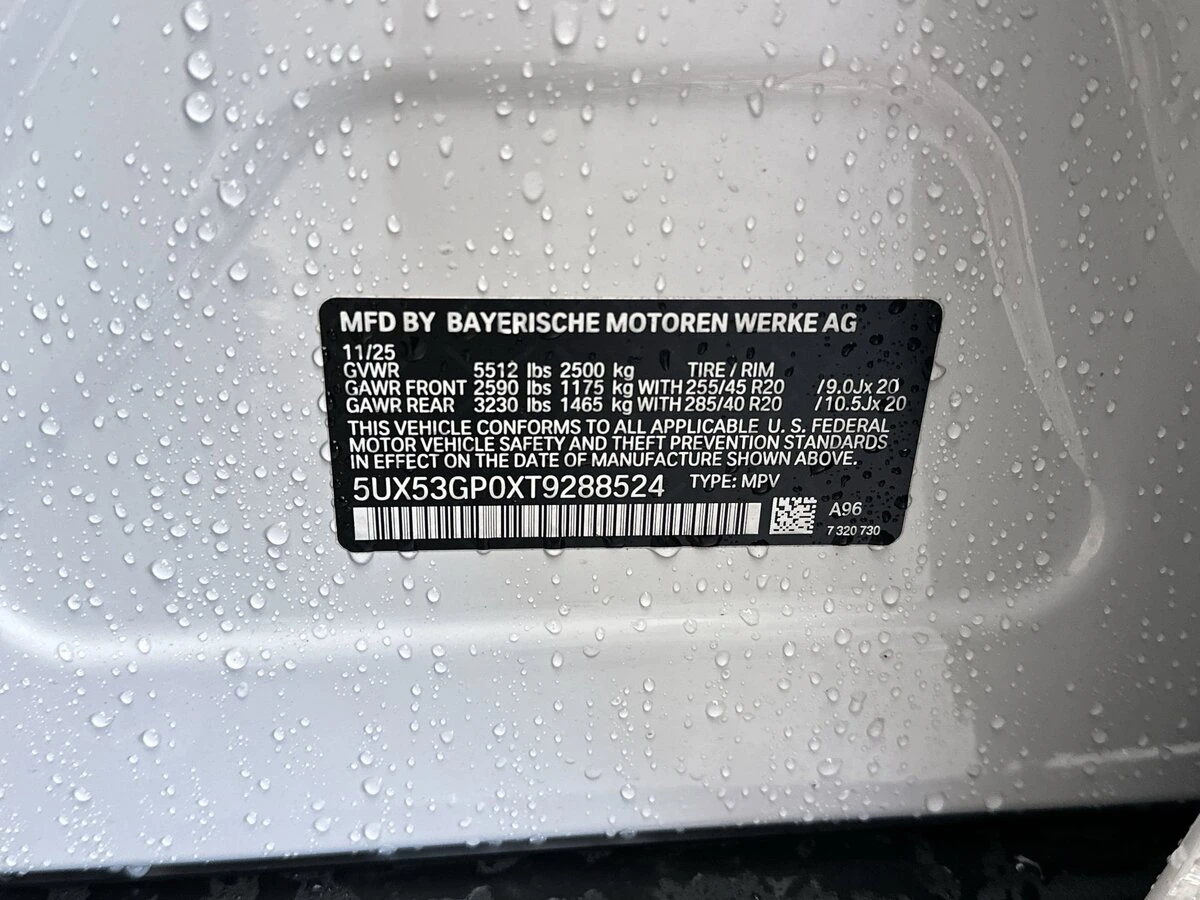 MFD BY BAYERISCHE MOTOREN WERKE AG
11/25
GVWR 5512 lbs 2500 kg TIRE / RIM
GAWR FRONT 2590 lbs 1175 kg WITH 255/45 R20 / 9.0Jx 20
GAWR REAR 3230 lbs 1465 kg WITH 285/40 R20 / 10.5Jx 20
THIS VEHICLE CONFORMS TO ALL APPLICABLE U. S. FEDERAL
MOTOR VEHICLE SAFETY AND THEFT PREVENTION STANDARDS
IN EFFECT ON THE DATE OF MANUFACTURE SHOWN ABOVE.
5UX53GP0XT9288524 TYPE: MPV
A96
7 320 730